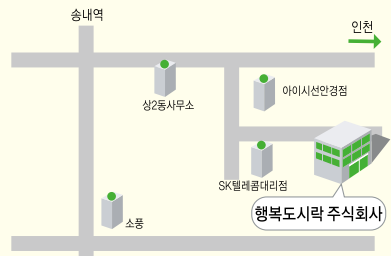 송내역
인천
상2동사무소
아이시선안경점
SK텔레콤대리점
행복도시락 주식회사
소풍